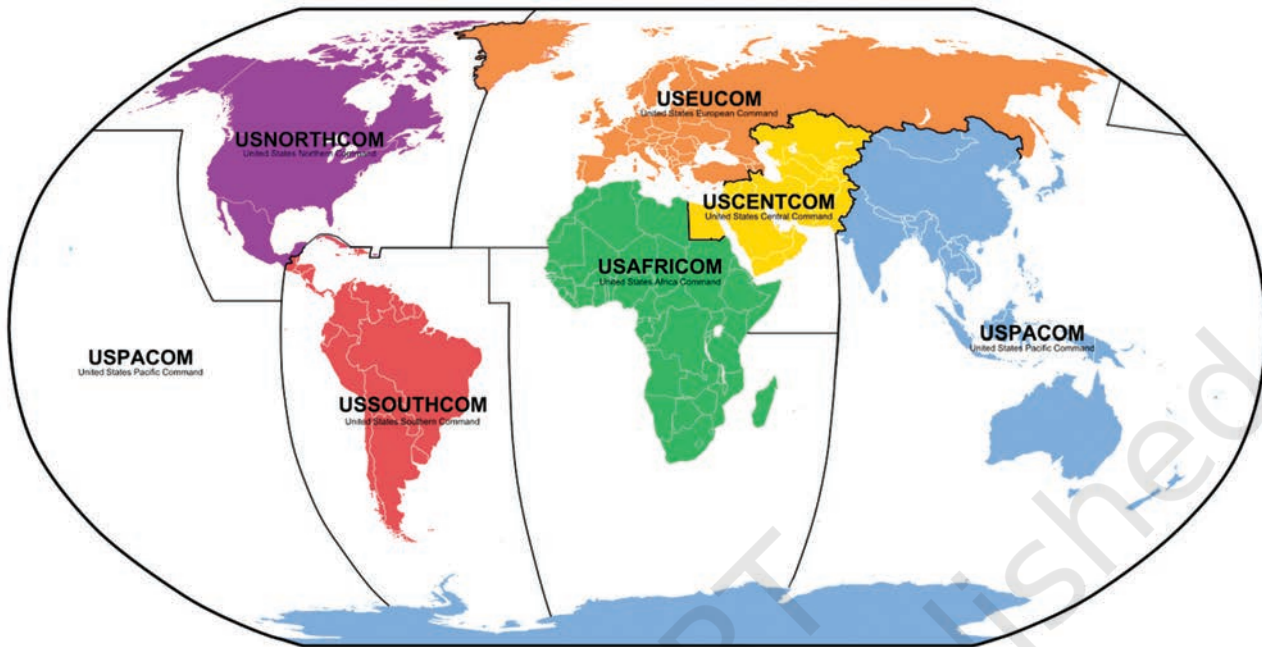 USEUCOM
United States European Command
USNORTHCOM
United States Northern Command
USCENTCOM
United States Central Command
USAFRICOM
United States Africa Command
USPACOM
United States Pacific Command
USPACOM
United States Pacific Command
USSOUTHCOM
United States Southern Command